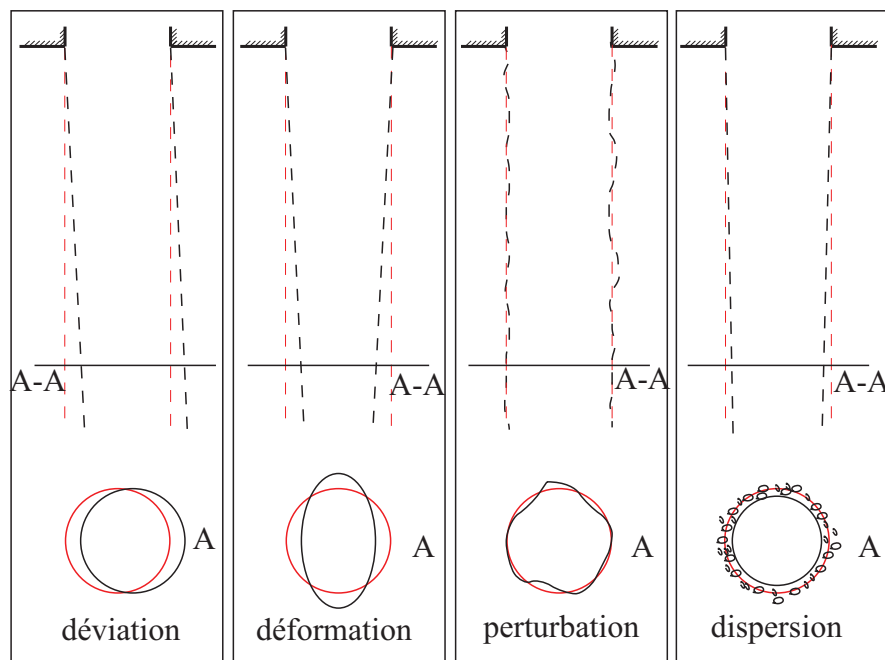 A-A
A
déviation
A-A
A
déformation
A-A
A
perturbation
A-A
A
dispersion